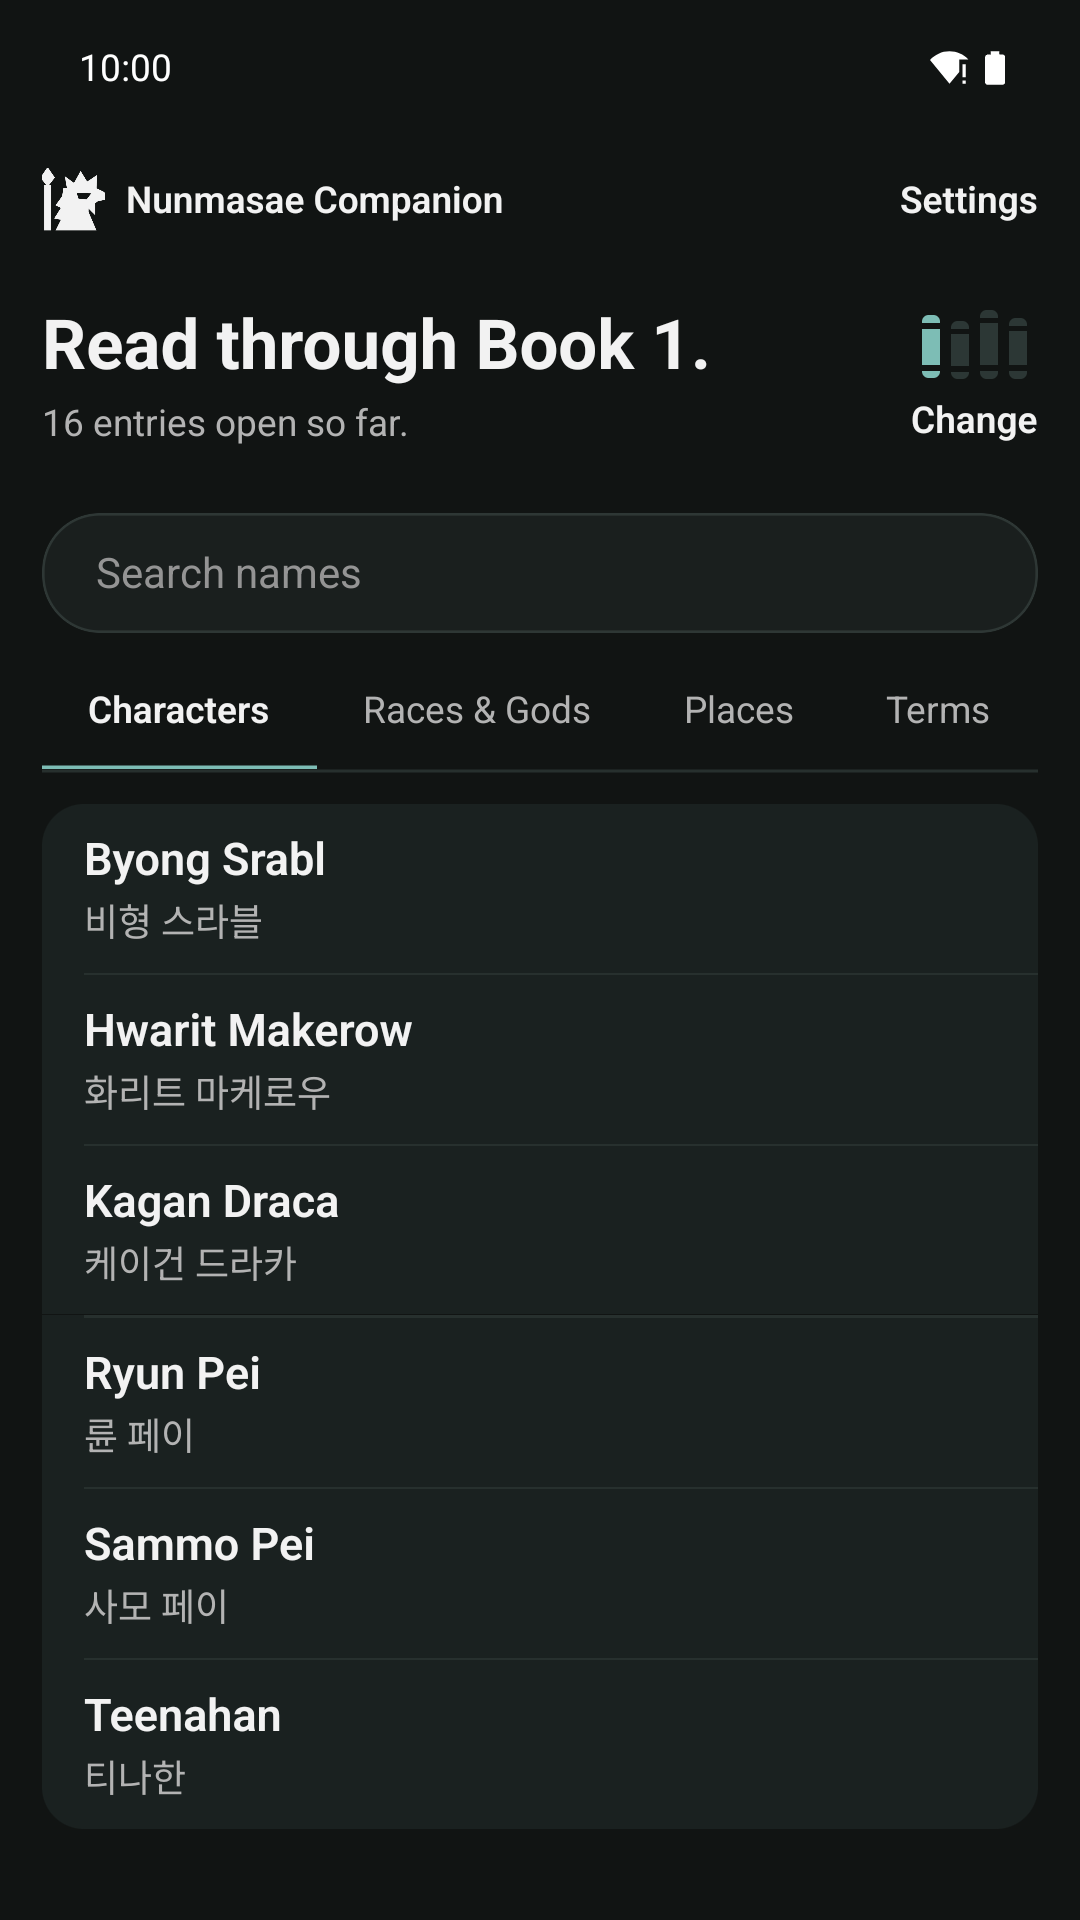 10:00
Nunmasae Companion
Settings
Read through Book 1.
16 entries open so far.
Change
Search names
Characters
Races & Gods
Places
Terms
Byong Srabl
비형 스라블
Hwarit Makerow
화리트 마케로우
Kagan Draca
케이건 드라카
Ryun Pei
륜 페이
Sammo Pei
사모 페이
Teenahan
티나한